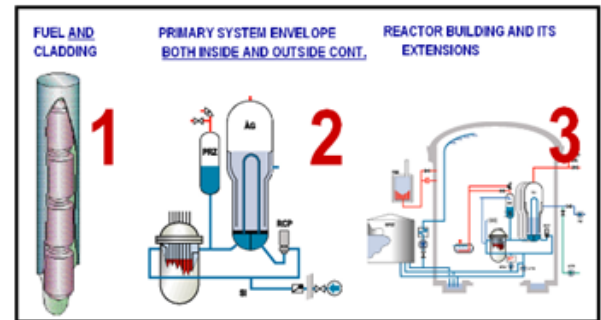 FUEL AND
CLADDING
PRIMARY SYSTEM ENVELOPE
BOTH INSIDE AND OUTSIDE CONT.
REACTOR BUILDING AND ITS
EXTENSIONS
1
2
3
ÅG
PRZ
RCP
SI